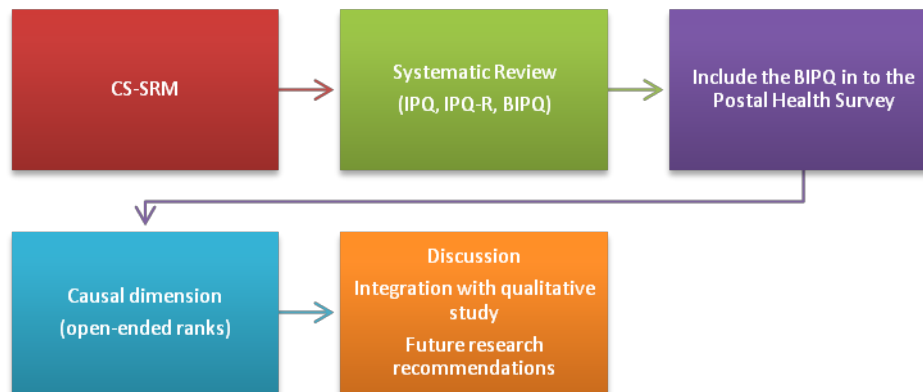 CS-SRM
Systematic Review
(IPQ, IPQ-R, BIPQ)
Include the BIPQ in to the
Postal Health Survey
Causal dimension
(open-ended ranks)
Discussion
Integration with qualitative
study
Future research
recommendations